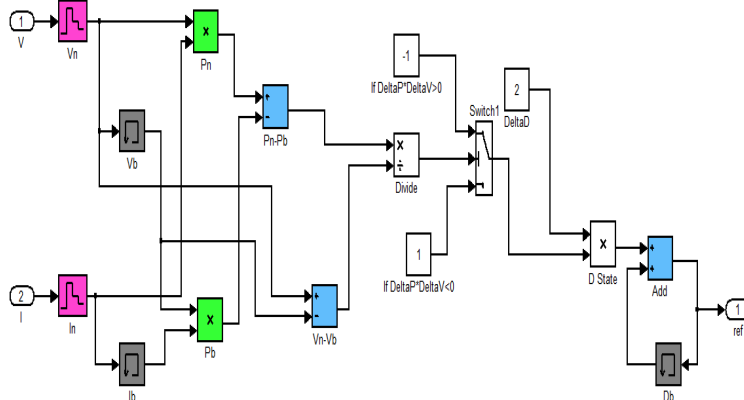 1
V
Vn
×
Pn
-1
If DeltaP*DeltaV>0
2
DeltaD
Switch1
+
-
Pn-Pb
Vb
×
÷
Divide
1
If DeltaP*DeltaV<0
×
D State
+
+
Add
2
I
In
×
Pb
+
-
Vn-Vb
1
ref
Ib
Db